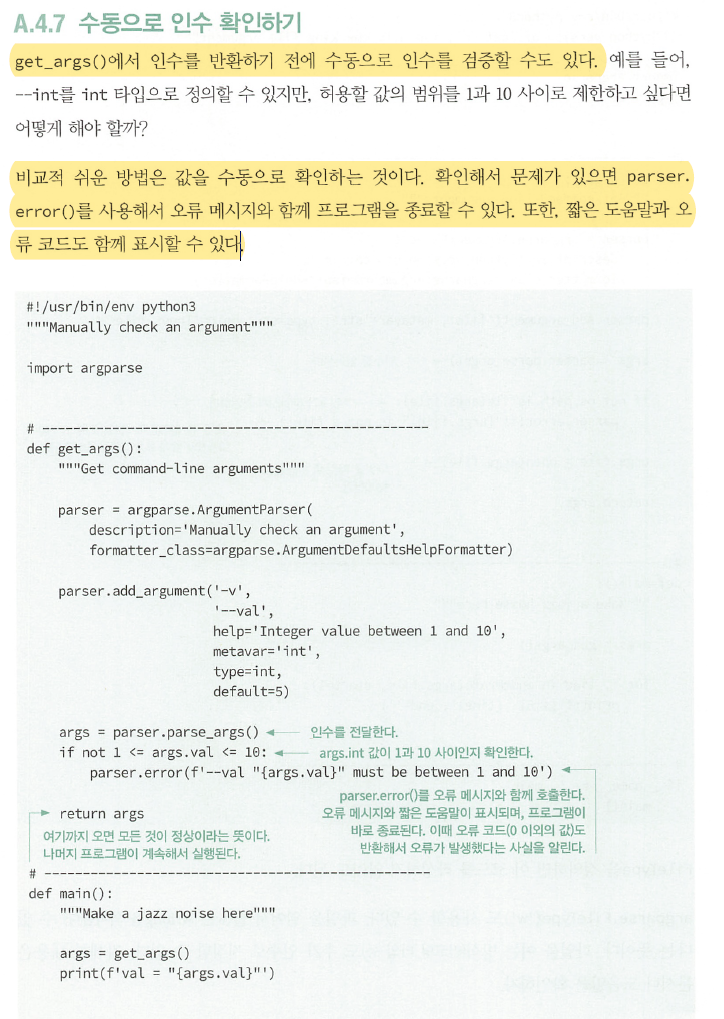 A.4.7 수동으로 인수 확인하기
get_args()에서 인수를 반환하기 전에 수동으로 인수를 검증할 수도 있다. 예를 들어,
--int를 int 타입으로 정의할 수 있지만, 허용할 값의 범위를 1과 10 사이로 제한하고 싶다면
어떻게 해야 할까?
비교적 쉬운 방법은 값을 수동으로 확인하는 것이다. 확인해서 문제가 있으면 parser.
error()를 사용해서 오류 메시지와 함께 프로그램을 종료할 수 있다. 또한, 짧은 도움말과 오
류 코드도 함께 표시할 수 있다.
#!/usr/bin/env python3
"""Manually check an argument"""
import argparse
# --------------------------------------------------
def get_args():
"""Get command-line arguments"""
parser = argparse.ArgumentParser(
description='Manually check an argument',
formatter_class=argparse.ArgumentDefaultsHelpFormatter)
parser.add_argument('-v',
'--val',
help='Integer value between 1 and 10',
metavar='int',
type=int,
default=5)
args = parser.parse_args() 인수를 전달한다.
if not 1 <= args.val <= 10: args.int 값이 1과 10 사이인지 확인한다.
parser.error(f'--val "{args.val}" must be between 1 and 10')
parser.error()를 오류 메시지와 함께 호출한다.
오류 메시지와 짧은 도움말이 표시되며, 프로그램이
바로 종료된다. 이때 오류 코드(0 이외의 값)도
반환해서 오류가 발생했다는 사실을 알린다.
return args
여기까지 오면 모든 것이 정상이라는 뜻이다.
나머지 프로그램이 계속해서 실행된다.
# --------------------------------------------------
def main():
"""Make a jazz noise here"""
args = get_args()
print(f'val = "{args.val}"')